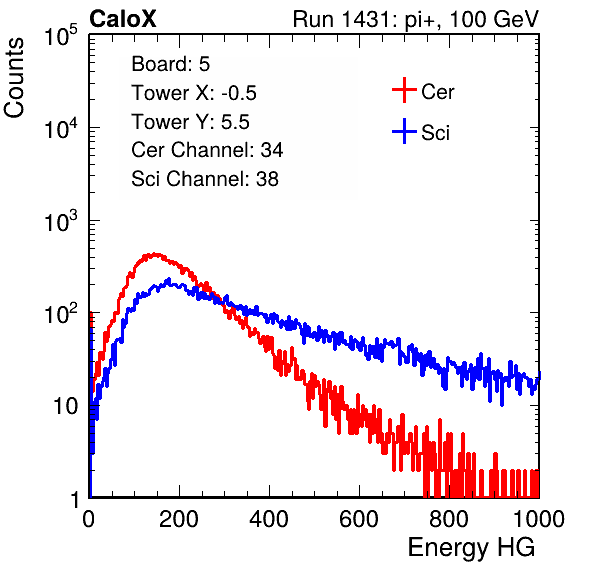 CaloX Run 1431: pi+, 100 GeV
Counts
Board: 5
Tower X: -0.5
Tower Y: 5.5
Cer Channel: 34
Sci Channel: 38
Cer
Sci
10^5
10^4
10^3
10^2
10
1
0 200 400 600 800 1000
Energy HG